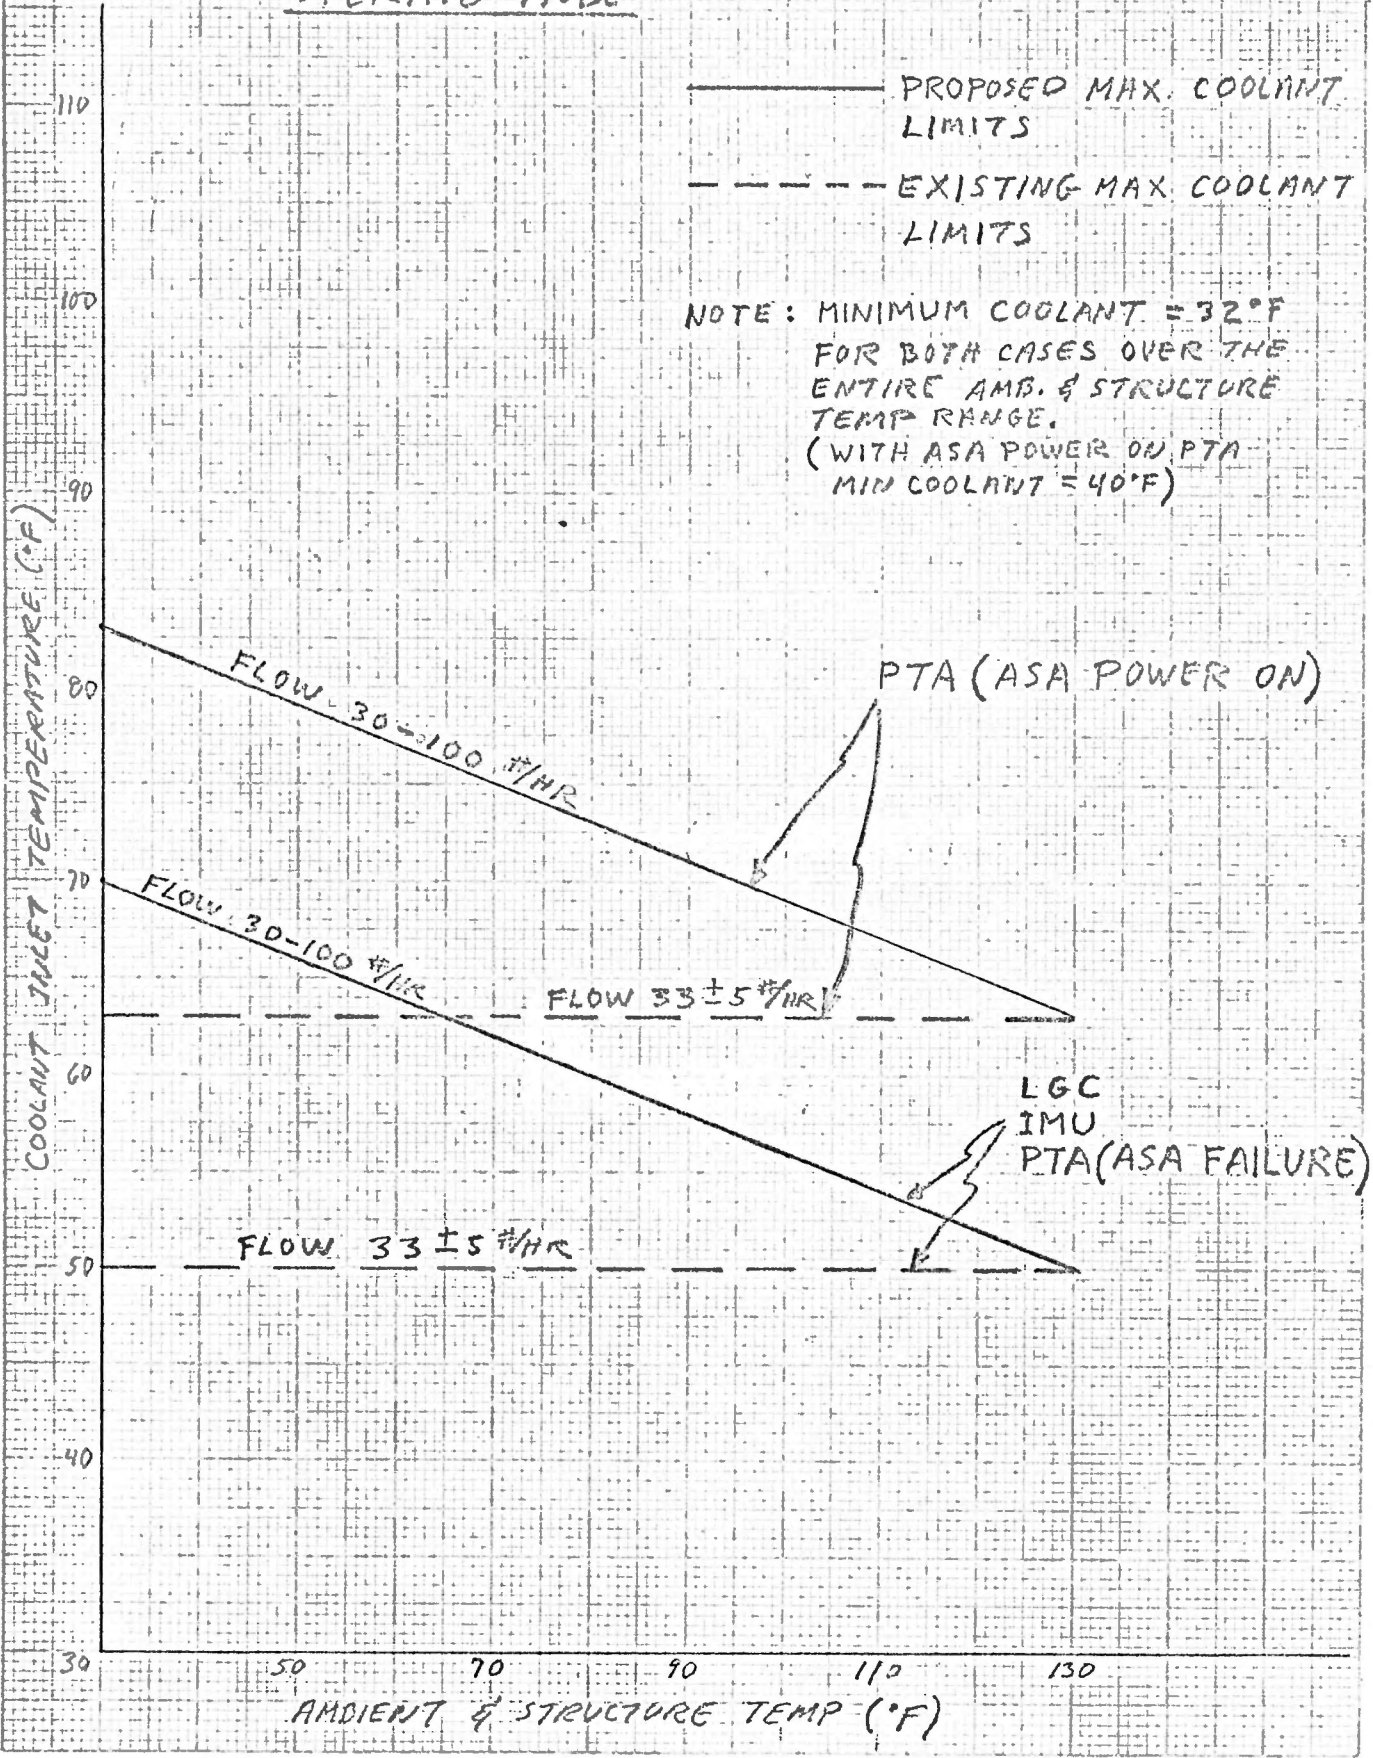 110
100
90
80
70
60
50
40
30
COOLANT INLET TEMPERATURE (°F)
PROPOSED MAX. COOLANT
LIMITS
EXISTING MAX COOLANT
LIMITS
NOTE: MINIMUM COOLANT = 32°F
FOR BOTH CASES OVER THE
ENTIRE AMB. & STRUCTURE
TEMP RANGE.
(WITH ASA POWER ON, PTA
MIN COOLANT = 40°F)
PTA (ASA POWER ON)
FLOW 30-100 #/HR
FLOW 30-100 #/HR
FLOW 33±5 #/HR
LGC
IMU
PTA (ASA FAILURE)
FLOW 33±5 #/HR
50 70 90 110 130
AMBIENT & STRUCTURE TEMP (°F)